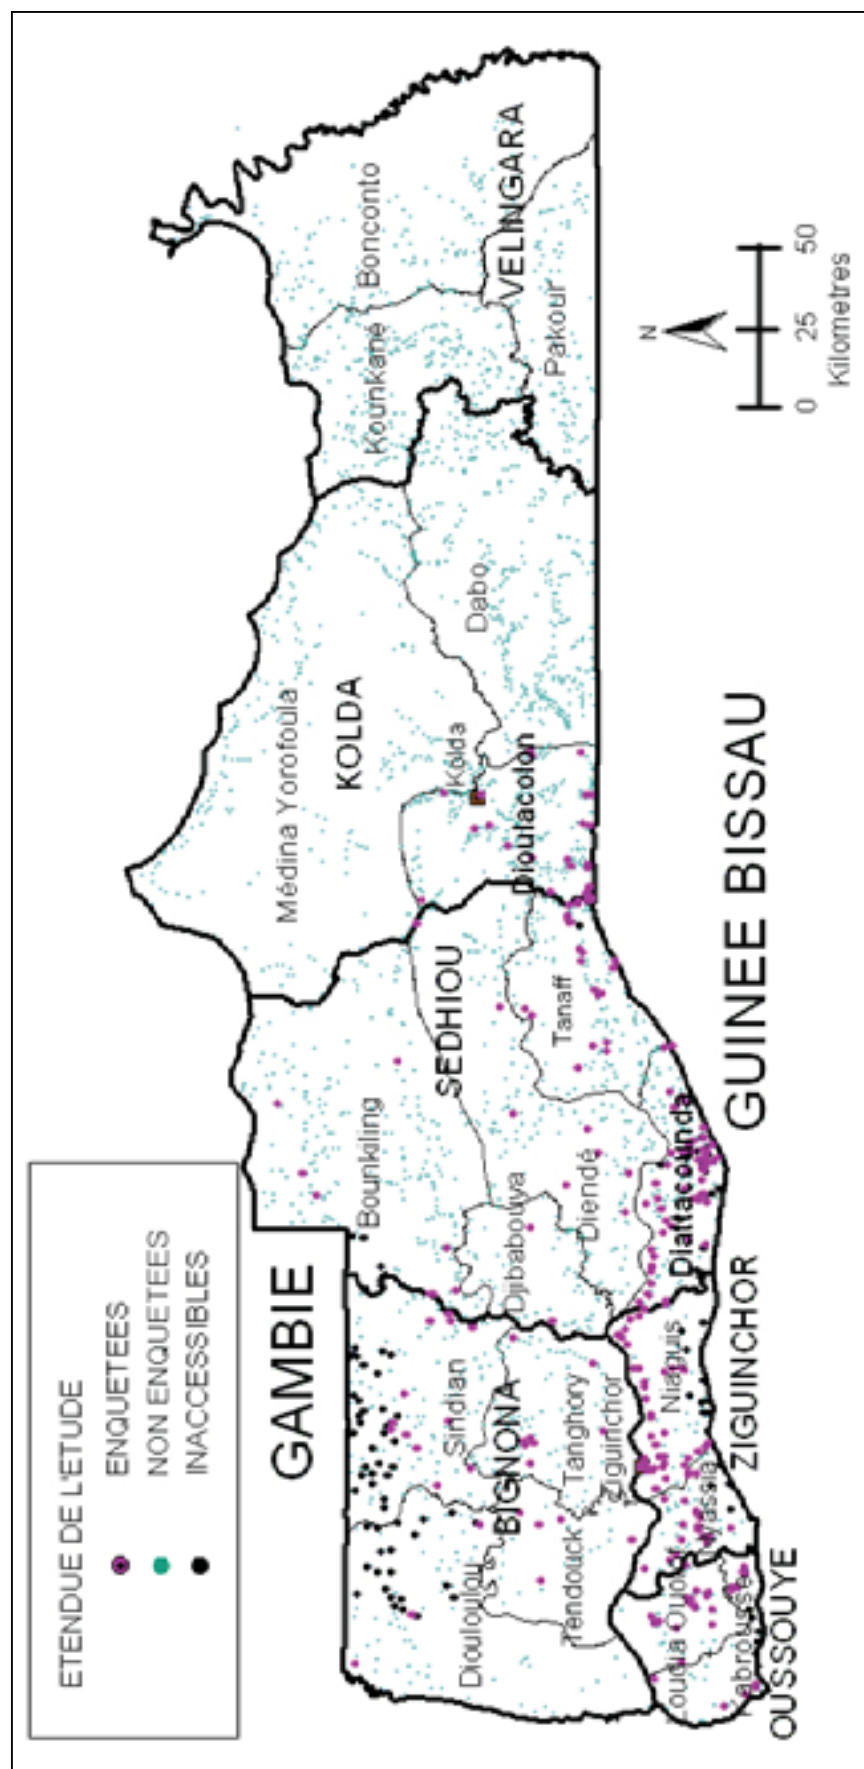 ETENDUE DE L'ETUDE
ENQUETEES
NON ENQUETEES
INACCESSIBLES
GAMBIE
Médina Yorofoula
KOLDA
Bounkiling
SEDHIOU
Kounkané
Bonconto
VELINGARA
Pakour
Dabo
Kolda
Dioulacolon
Tanaff
Diendé
Djibabouya
Diattacounda
Sindian
Diouloulou
BIGNONA
Tanghory
Tendouck
Ziguinchor
Niaguis
Nyassia
ZIGUINCHOR
Loudia Ouolof
Kabrousse
OUSSOUYE
GUINEE BISSAU
N
0 25 50
Kilometres